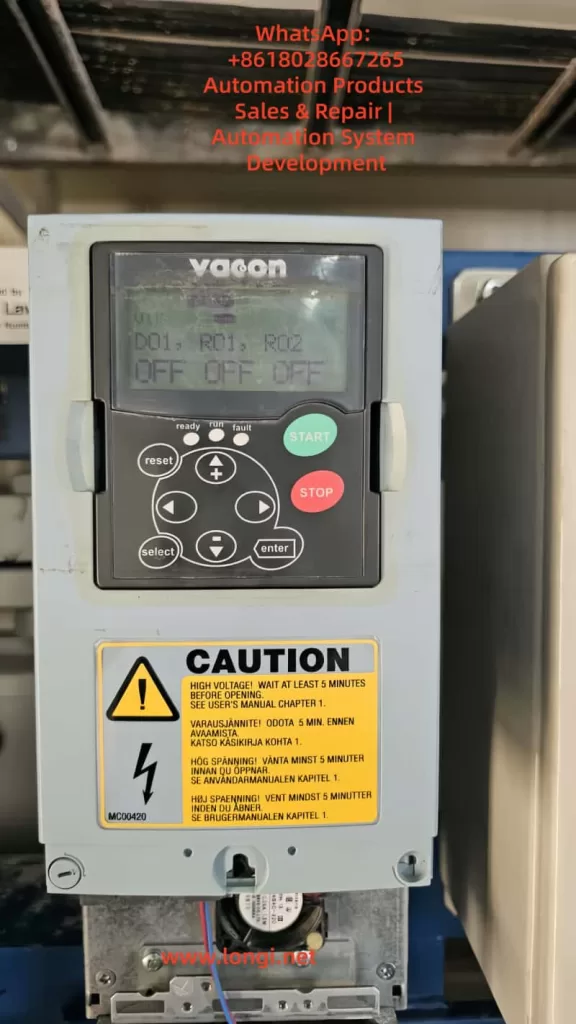 WhatsApp:
+8618028667265
Automation Products
Sales & Repair |
Automation System
Development
vacon
DO1, RO1, RO2
OFF OFF OFF
ready run fault
START
reset
+
STOP
-
select
enter
CAUTION
HIGH VOLTAGE! WAIT AT LEAST 5 MINUTES
BEFORE OPENING.
SEE USER'S MANUAL CHAPTER 1.
VARAUSJÄNNITE! ODOTA 5 MIN. ENNEN
AVAAMISTA.
KATSO KÄSIKIRJA KOHTA 1.
HÖG SPÄNNING! VÄNTA MINST 5 MINUTER
INNAN DU ÖPPNAR.
SE ANVÄNDARMANUALEN KAPITEL 1.
HØJ SPAENNING! VENT MINDST 5 MINUTTER
INDEN DU ÅBNER.
SE BRUGERMANUALEN KAPITEL 1.
MC00420
www.longi.net